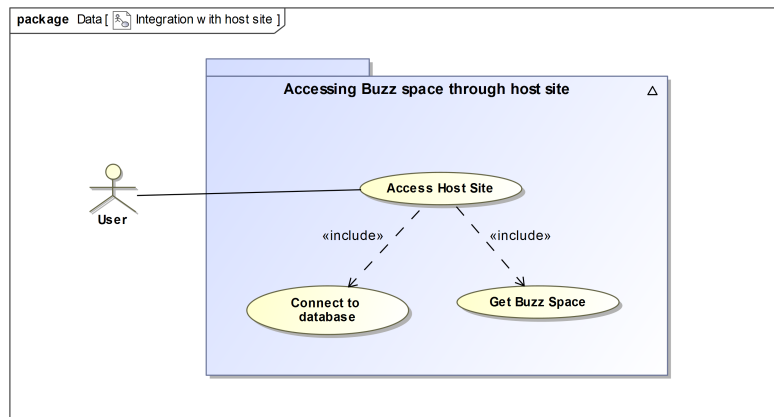 package Data [ Integration with host site ]
Accessing Buzz space through host site
Access Host Site
User
«include» «include»
Connect to
database
Get Buzz Space